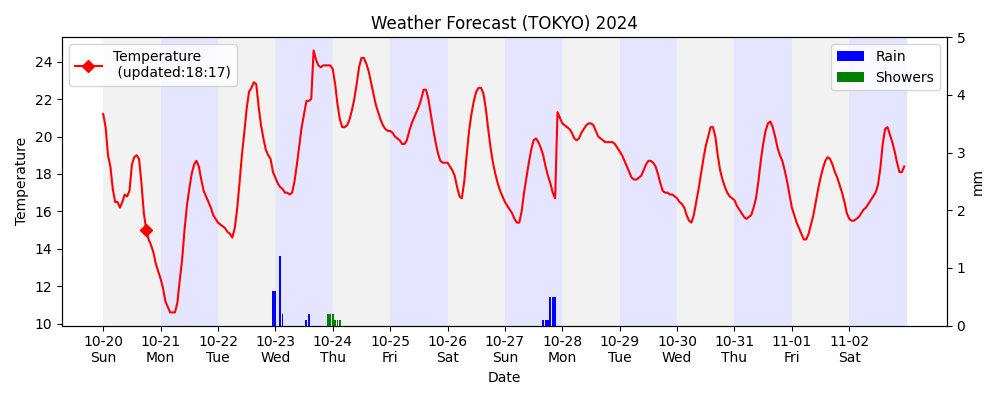 Weather Forecast (TOKYO) 2024
Temperature
(updated:18:17)
Rain
Showers
Temperature
24
22
20
18
16
14
12
10
5
4
3
2
1
0
mm
10-20 10-21 10-22 10-23 10-24 10-25 10-26 10-27 10-28 10-29 10-30 10-31 11-01 11-02
Sun Mon Tue Wed Thu Fri Sat Sun Mon Tue Wed Thu Fri Sat
Date